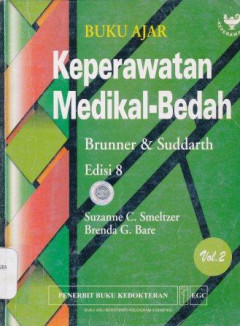 BUKU AJAR
Keperawatan
Medikal-Bedah
Brunner & Suddarth
Edisi 8
Suzanne C. Smeltzer
Brenda G. Bare
Vol.2
PENERBIT BUKU KEDOKTERAN EGC